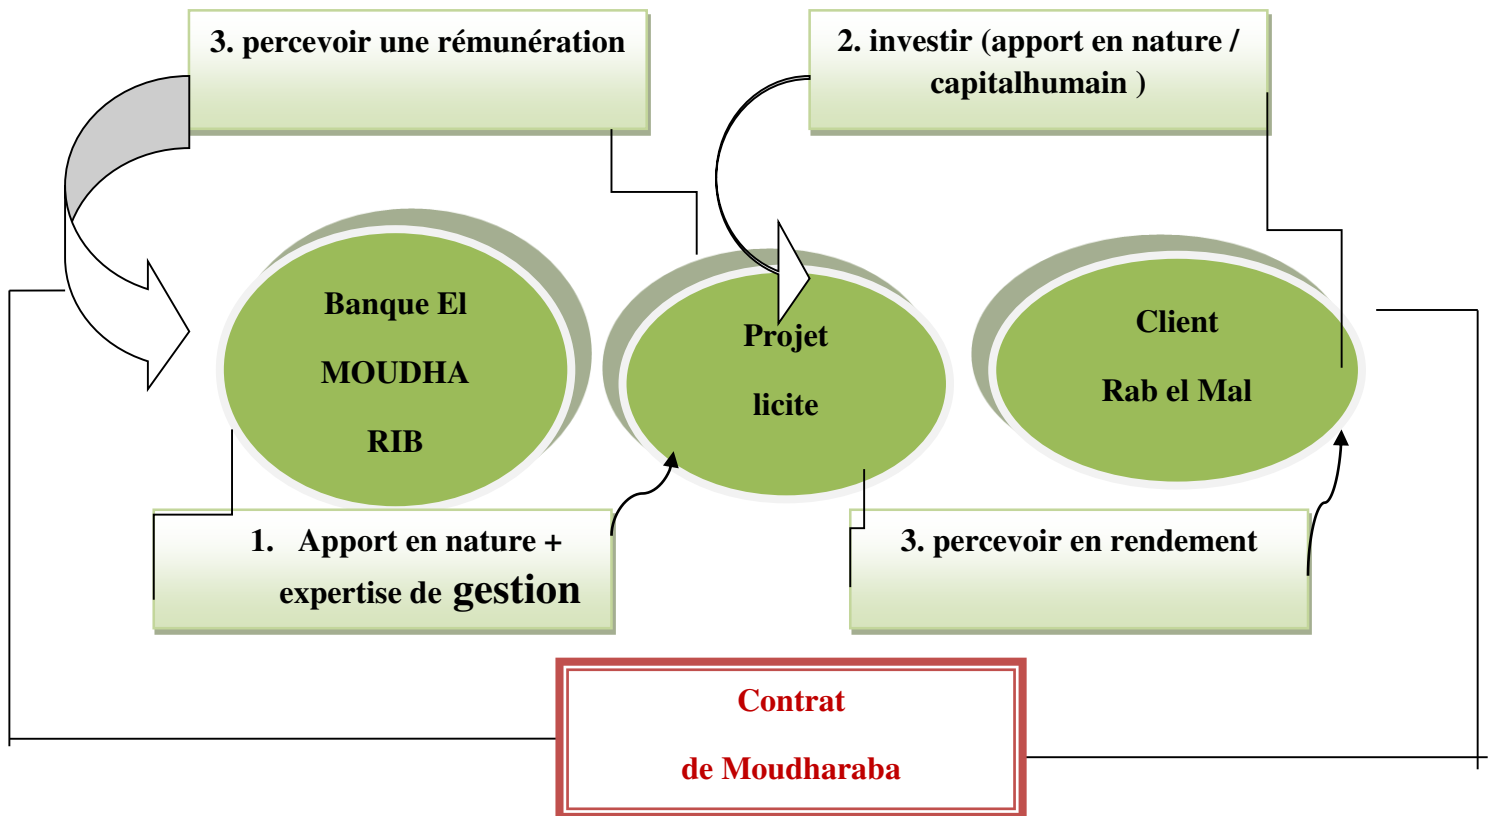 3. percevoir une rémunération
2. investir (apport en nature /
capitalhumain )
Banque El
MOUDHA
RIB
Projet
licite
Client
Rab el Mal
1. Apport en nature +
expertise de gestion
3. percevoir en rendement
Contrat
de Moudharaba